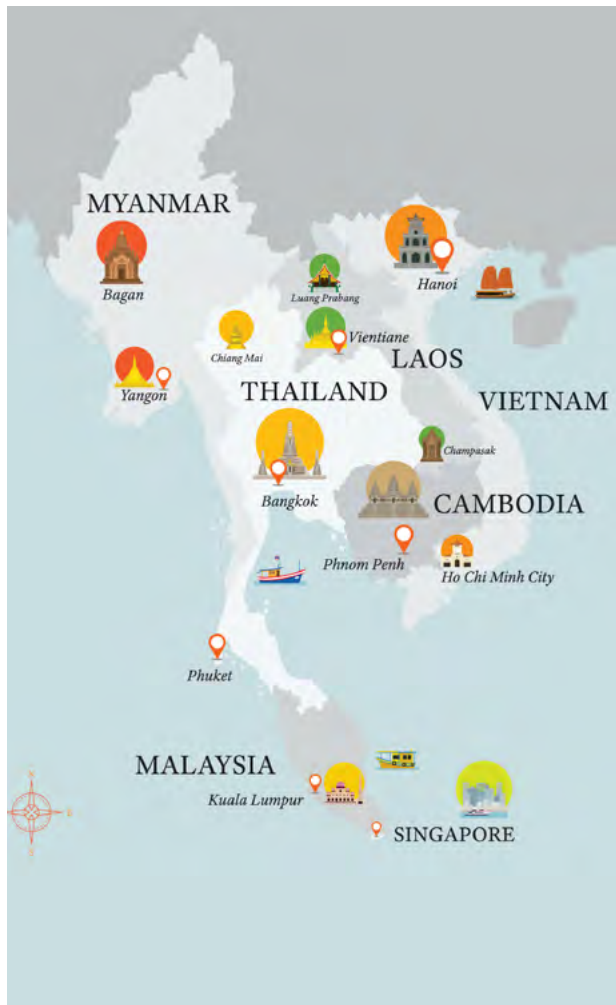 MYANMAR
Bagan
Hanoi
Luang Prabang
Vientiane
Chiang Mai
LAOS
Yangon
THAILAND
VIETNAM
Champasak
Bangkok
CAMBODIA
Phnom Penh
Ho Chi Minh City
Phuket
MALAYSIA
Kuala Lumpur
N
S
SINGAPORE